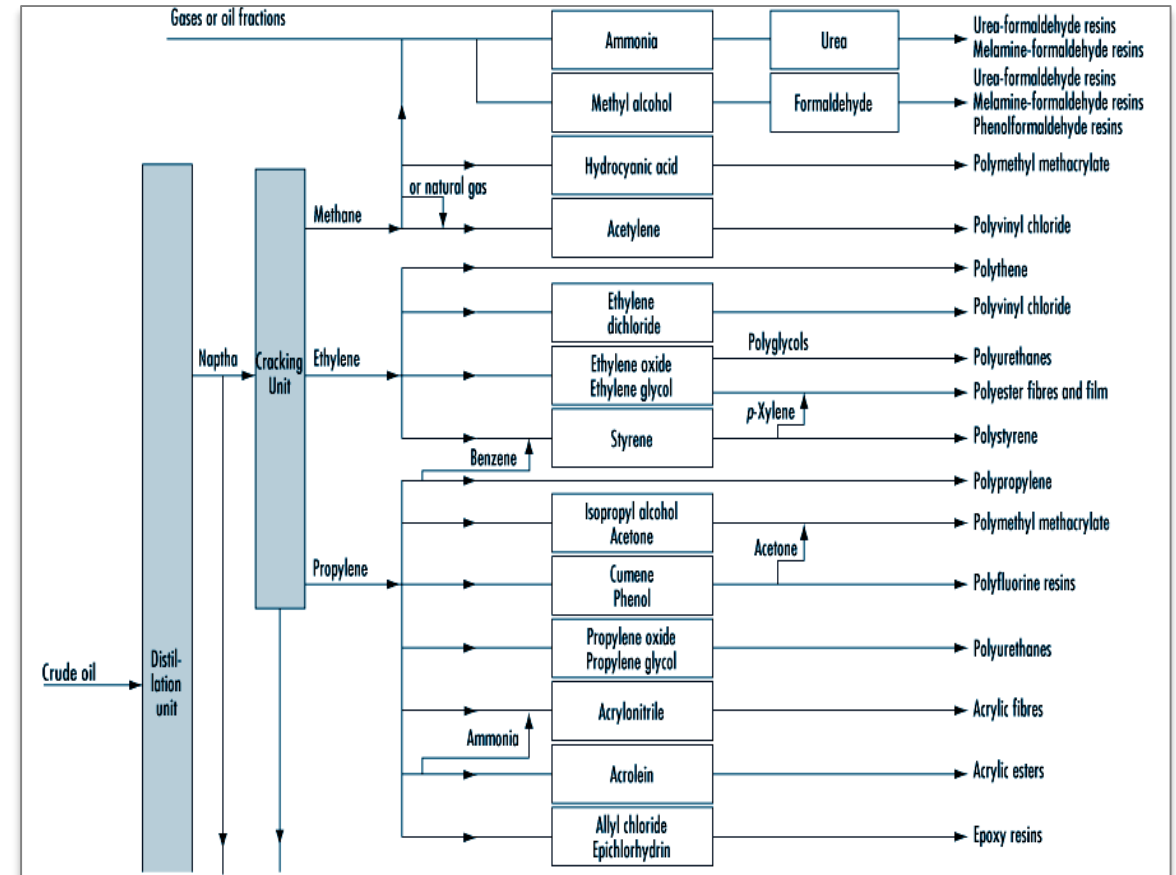 Gases or oil fractions
Ammonia
Urea
Urea-formaldehyde resins
Melamine-formaldehyde resins
Methyl alcohol
Formaldehyde
Urea-formaldehyde resins
Melamine-formaldehyde resins
Phenolformaldehyde resins
Hydrocyanic acid
Polymethyl methacrylate
or natural gas
Methane
Acetylene
Polyvinyl chloride
Polythene
Ethylene
dichloride
Polyvinyl chloride
Naptha
Cracking
Unit
Ethylene
Ethylene oxide
Ethylene glycol
Polyglycols
Polyurethanes
Polyester fibres and film
p-Xylene
Styrene
Polystyrene
Benzene
Polypropylene
Isopropyl alcohol
Acetone
Polymethyl methacrylate
Acetone
Propylene
Cumene
Phenol
Polyfluorine resins
Propylene oxide
Propylene glycol
Polyurethanes
Crude oil
Distil-
lation
unit
Acrylonitrile
Acrylic fibres
Ammonia
Acrolein
Acrylic esters
Allyl chloride
Epichlorhydrin
Epoxy resins